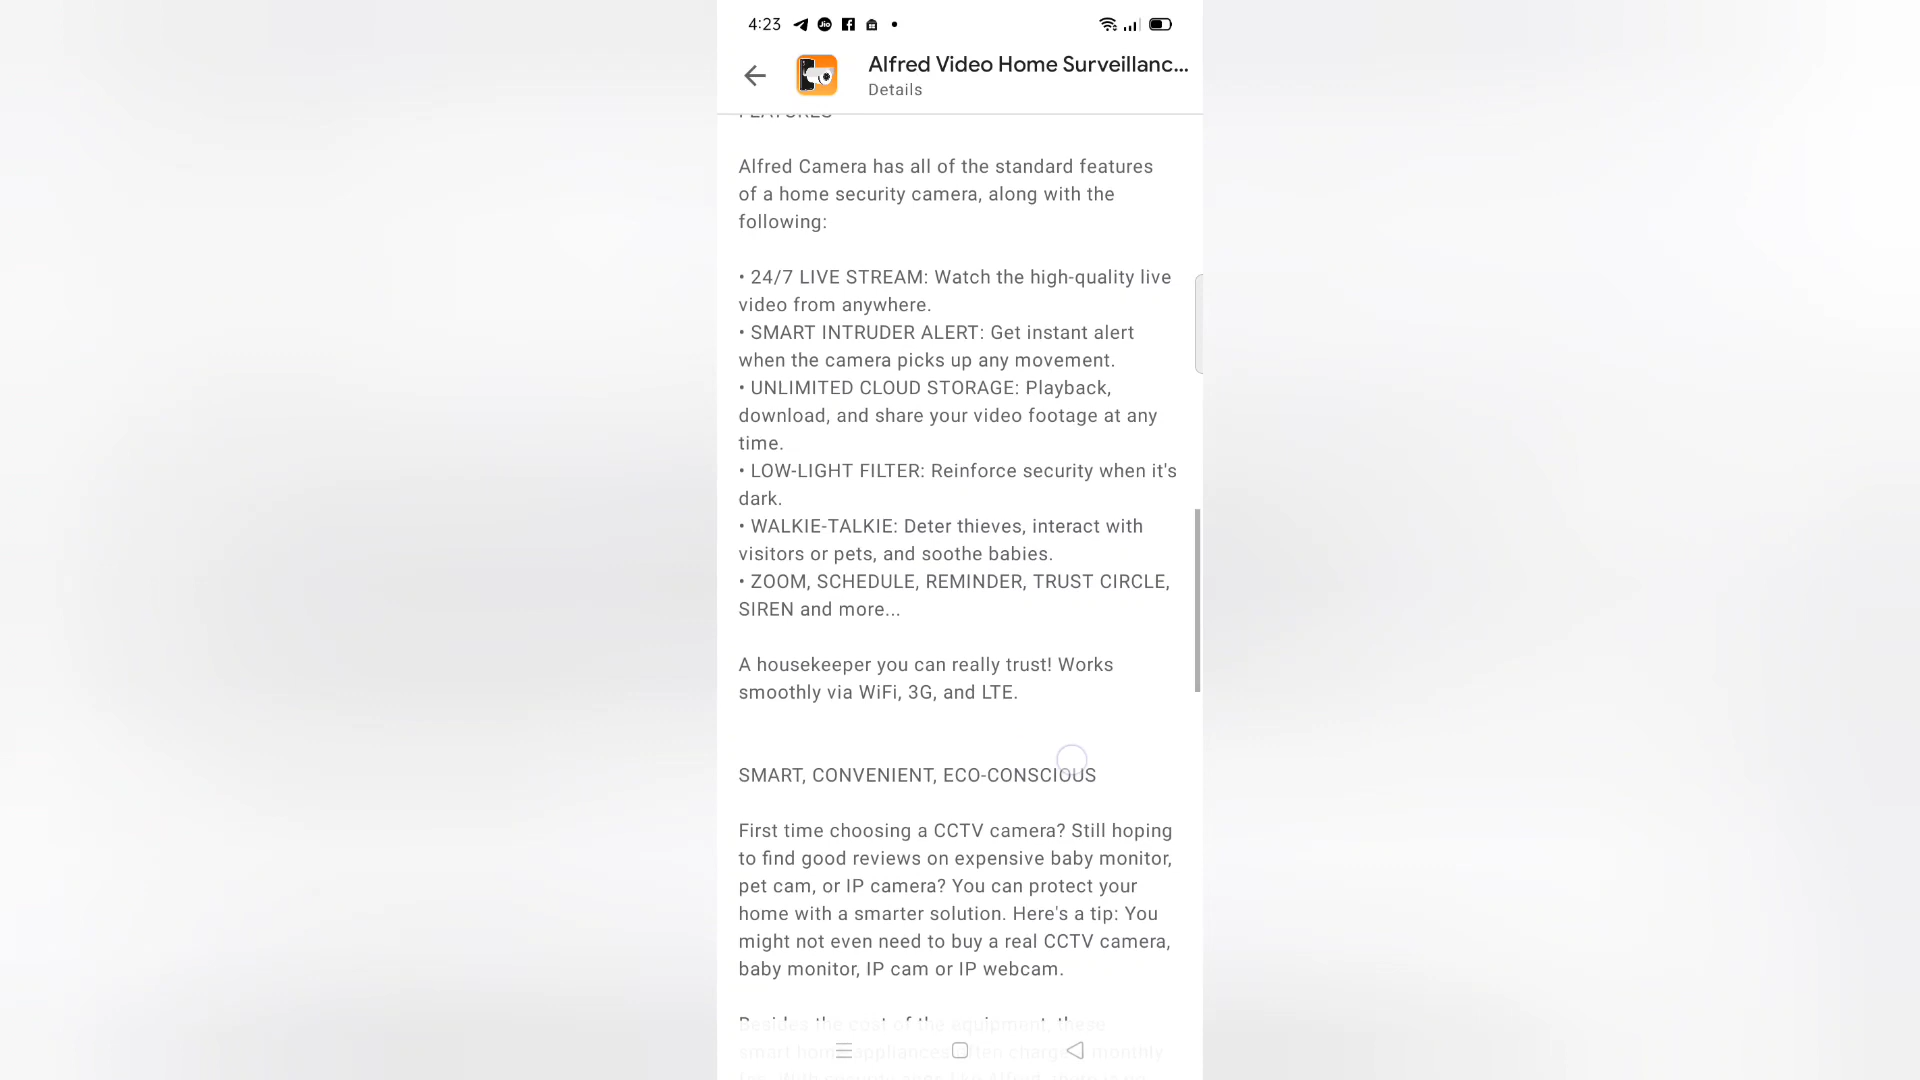 4:23
Alfred Video Home Surveillanc...
Details
FEATURES
Alfred Camera has all of the standard features
of a home security camera, along with the
following:
• 24/7 LIVE STREAM: Watch the high-quality live
video from anywhere.
• SMART INTRUDER ALERT: Get instant alert
when the camera picks up any movement.
• UNLIMITED CLOUD STORAGE: Playback,
download, and share your video footage at any
time.
• LOW-LIGHT FILTER: Reinforce security when it's
dark.
• WALKIE-TALKIE: Deter thieves, interact with
visitors or pets, and soothe babies.
• ZOOM, SCHEDULE, REMINDER, TRUST CIRCLE,
SIREN and more...
A housekeeper you can really trust! Works
smoothly via WiFi, 3G, and LTE.
SMART, CONVENIENT, ECO-CONSCIOUS
First time choosing a CCTV camera? Still hoping
to find good reviews on expensive baby monitor,
pet cam, or IP camera? You can protect your
home with a smarter solution. Here's a tip: You
might not even need to buy a real CCTV camera,
baby monitor, IP cam or IP webcam.
Besides the cost of the equipment, these
smart home appliances often charge monthly